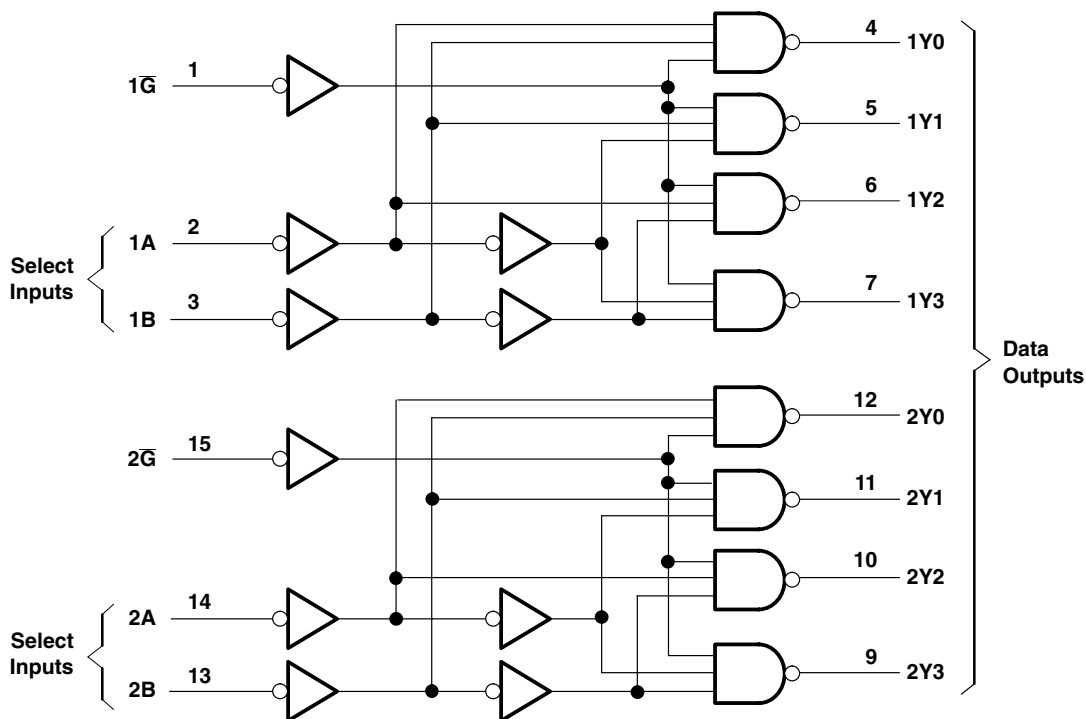 4
1Y0
1
1G̅
5
1Y1
6
1Y2
2
1A
Select
Inputs
3
1B
7
1Y3
Data
Outputs
12
2Y0
15
2G̅
11
2Y1
10
2Y2
14
2A
Select
Inputs
13
2B
9
2Y3